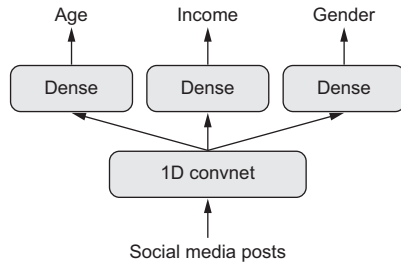 Age Income Gender
Dense Dense Dense
1D convnet
Social media posts